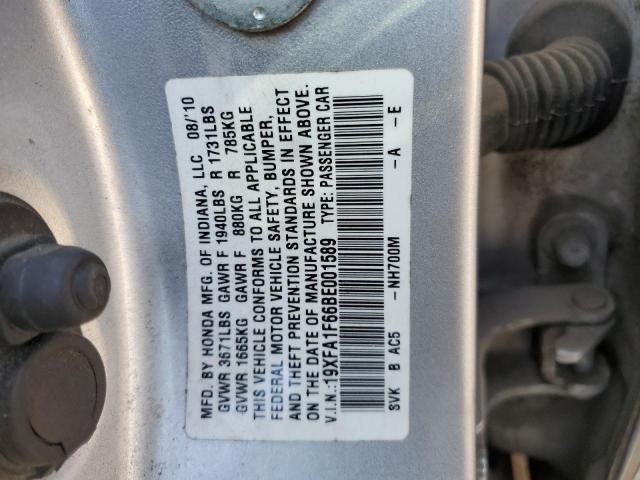 MFD. BY HONDA MFG. OF INDIANA, LLC 08/'10
GVWR 3671LBS GAWR F 1940LBS R 1731LBS
GVWR 1665KG GAWR F 880KG R 785KG
THIS VEHICLE CONFORMS TO ALL APPLICABLE
FEDERAL MOTOR VEHICLE SAFETY, BUMPER,
AND THEFT PREVENTION STANDARDS IN EFFECT
ON THE DATE OF MANUFACTURE SHOWN ABOVE.
V.I.N.:19XFA1F66BE001589 TYPE: PASSENGER CAR
SVK B AC5 -NH700M -A -E